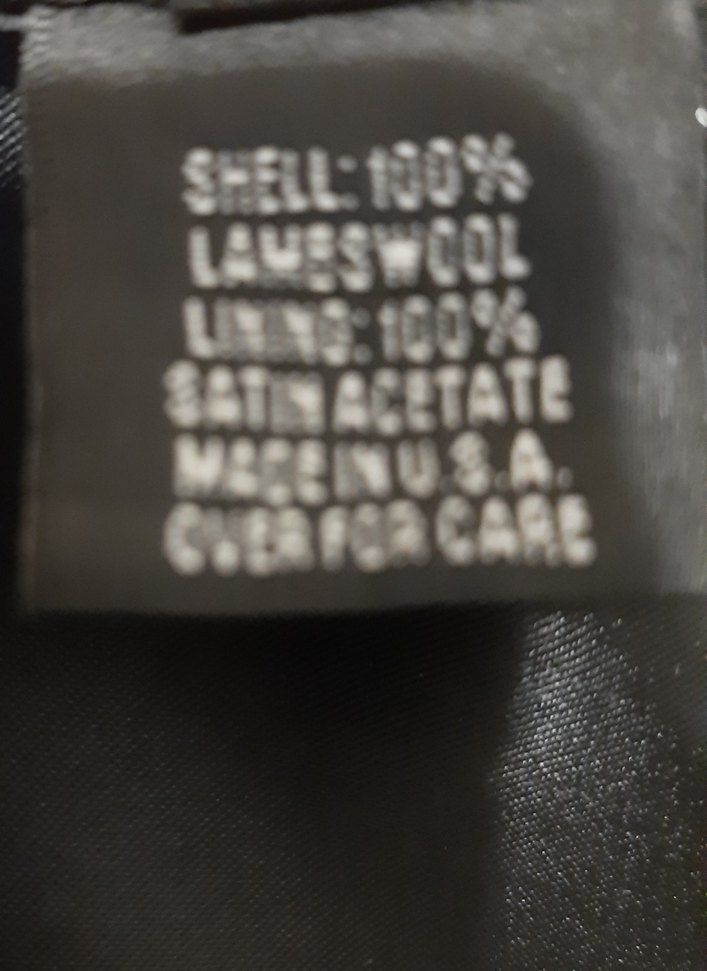 SHELL: 100%
LAMBSWOOL
LINING: 100%
SATIN ACETATE
MADE IN U.S.A.
OVER FOR CARE